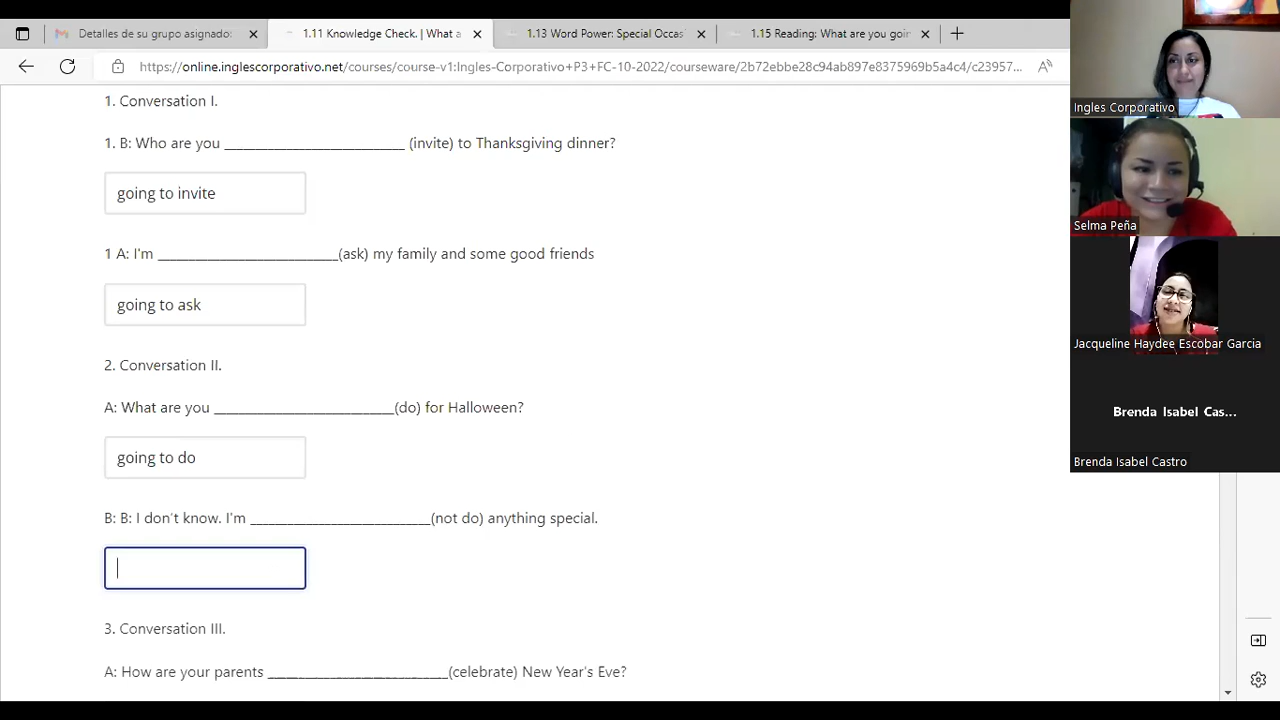 Detalles de su grupo asignado:
1.11 Knowledge Check. | What a
1.13 Word Power: Special Occas
1.15 Reading: What are you goin
https://online.inglescorporativo.net/courses/course-v1:Ingles-Corporativo+P3+FC-10-2022/courseware/2b72ebbe28c94ab897e8375969b5a4c4/c23957...
1. Conversation I.
1. B: Who are you ___________________________ (invite) to Thanksgiving dinner?
going to invite
1 A: I'm ___________________________(ask) my family and some good friends
going to ask
2. Conversation II.
A: What are you ___________________________(do) for Halloween?
going to do
B: B: I don't know. I'm ___________________________(not do) anything special.
3. Conversation III.
A: How are your parents ___________________________(celebrate) New Year's Eve?
Ingles Corporativo
Selma Peña
Jacqueline Haydee Escobar Garcia
Brenda Isabel Cas...
Brenda Isabel Castro